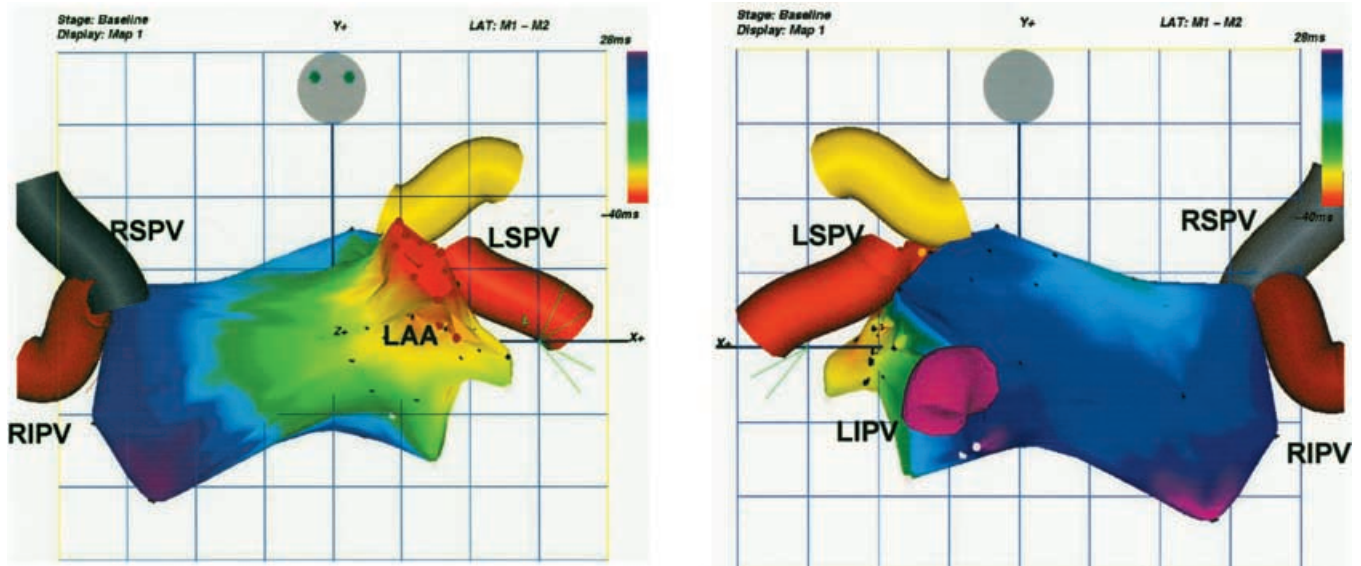 Stage: Baseline
Display: Map 1
Y+
LAT: M1 – M2
28ms
–40ms
RSPV
LSPV
Z+
LAA
X+
RIPV
Stage: Baseline
Display: Map 1
Y+
LAT: M1 – M2
28ms
–40ms
LSPV
RSPV
X+
LIPV
RIPV